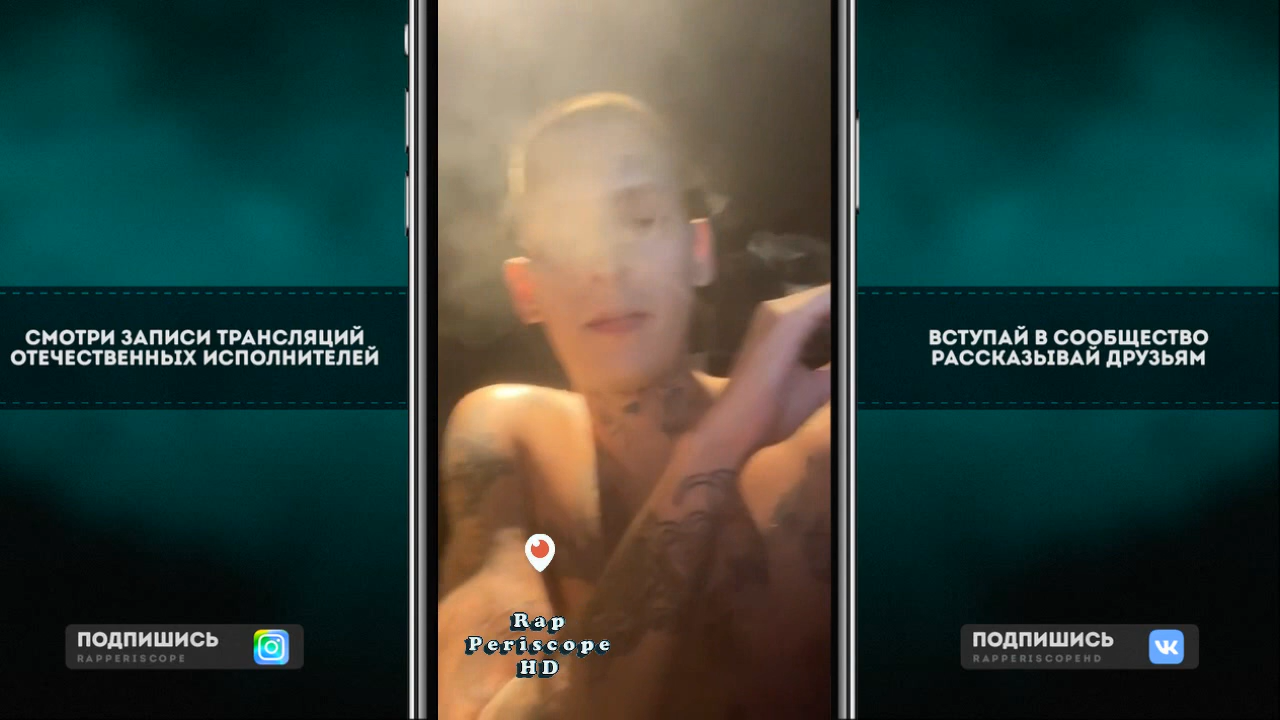 СМОТРИ ЗАПИСИ ТРАНСЛЯЦИЙ
ОТЕЧЕСТВЕННЫХ ИСПОЛНИТЕЛЕЙ
ВСТУПАЙ В СООБЩЕСТВО
РАССКАЗЫВАЙ ДРУЗЬЯМ
Rap
Periscope
HD
ПОДПИШИСЬ
RAPPERISCOPE
ПОДПИШИСЬ
RAPPERISCOPEHD